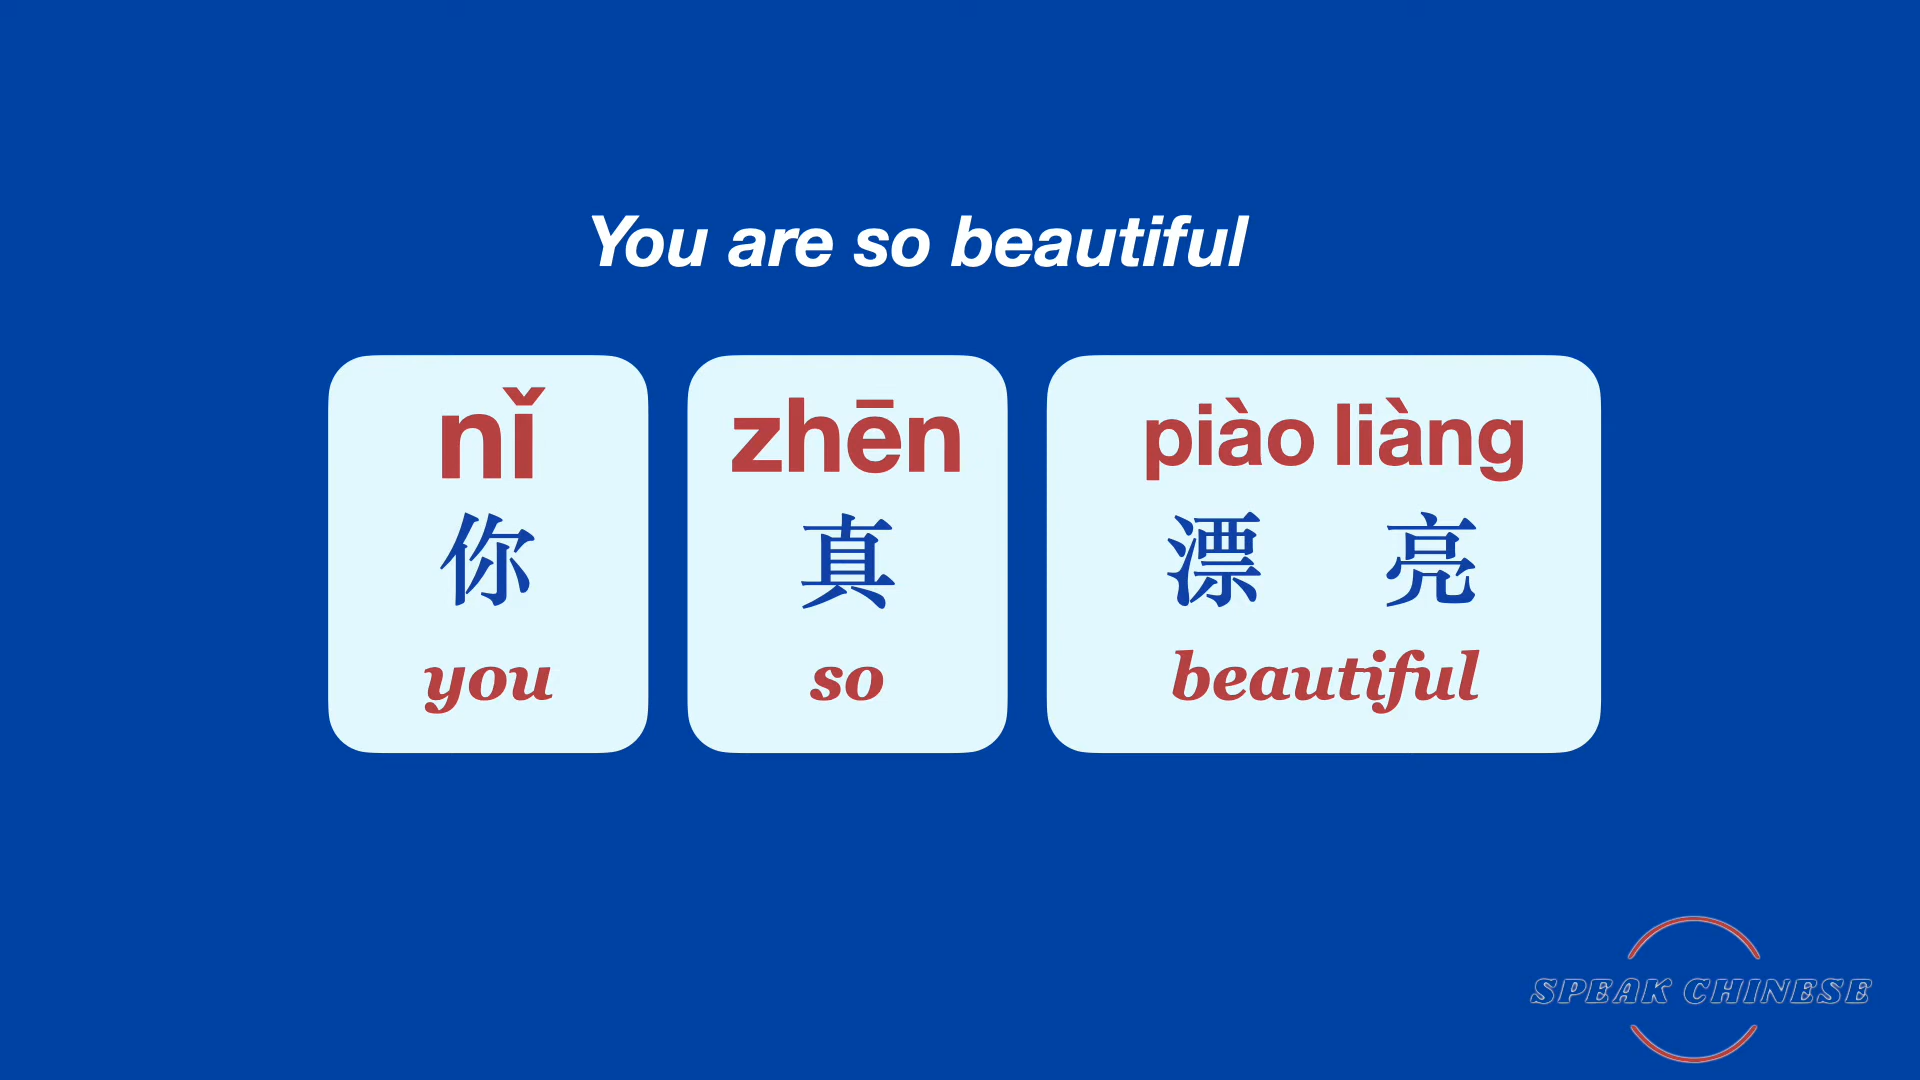 You are so beautiful
nǐ zhēn piào liàng
你 真 漂 亮
you so beautiful
SPEAK CHINESE